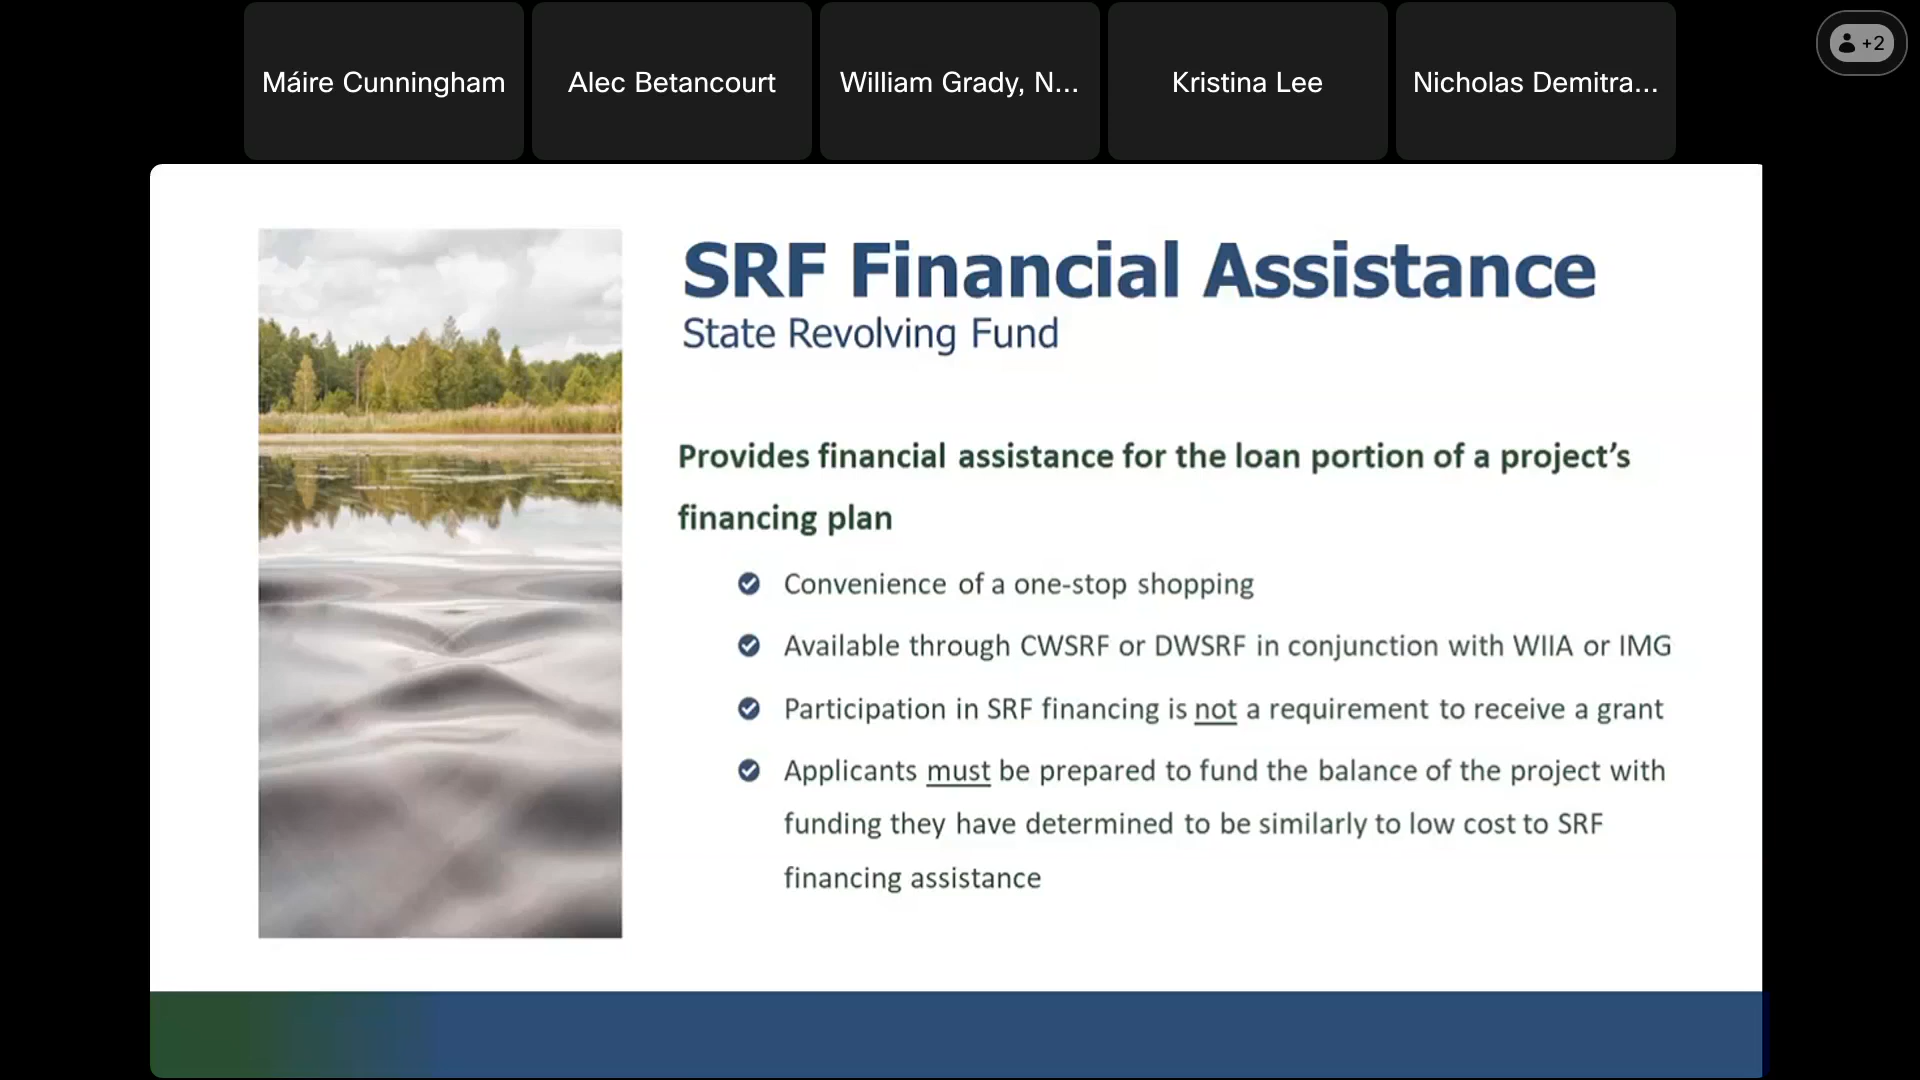 Máire Cunningham
Alec Betancourt
William Grady, N...
Kristina Lee
Nicholas Demitra...
+2
SRF Financial Assistance
State Revolving Fund
Provides financial assistance for the loan portion of a project’s
financing plan
Convenience of a one-stop shopping
Available through CWSRF or DWSRF in conjunction with WIIA or IMG
Participation in SRF financing is not a requirement to receive a grant
Applicants must be prepared to fund the balance of the project with
funding they have determined to be similarly to low cost to SRF
financing assistance